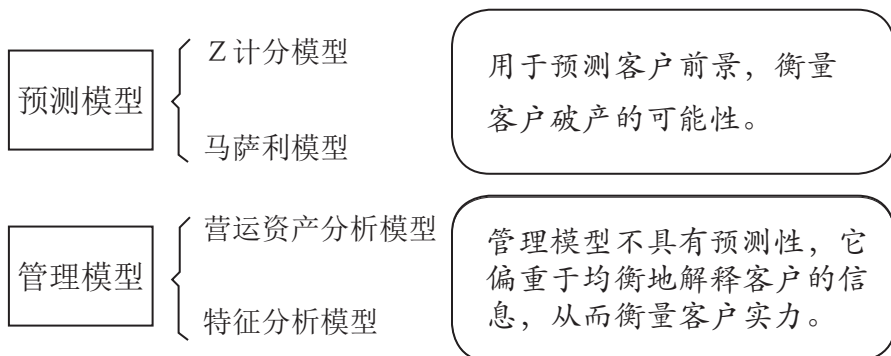 预测模型
Z计分模型
马萨利模型
用于预测客户前景，衡量
客户破产的可能性。
管理模型
营运资产分析模型
特征分析模型
管理模型不具有预测性，它
偏重于均衡地解释客户的信
息，从而衡量客户实力。